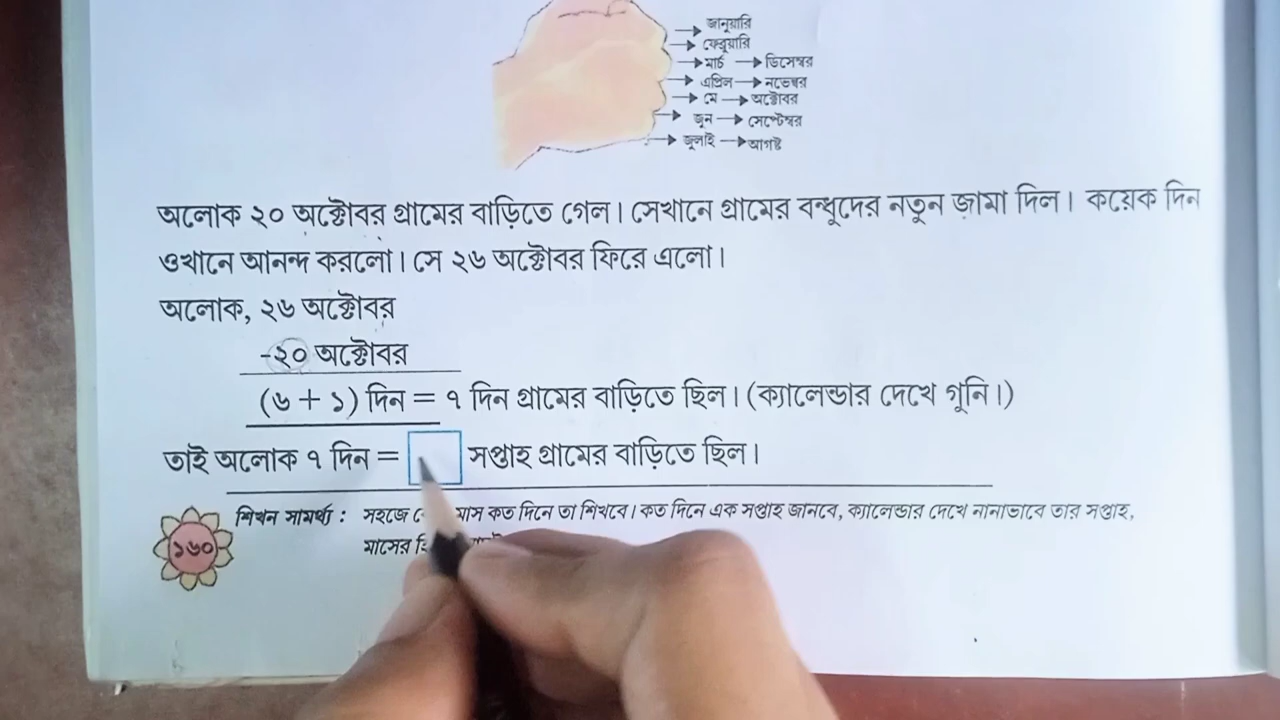 জানুয়ারি
ফেব্রুয়ারি
মার্চ ডিসেম্বর
এপ্রিল নভেম্বর
মে অক্টোবর
জুন সেপ্টেম্বর
জুলাই আগষ্ট
অলোক ২০ অক্টোবর গ্রামের বাড়িতে গেল। সেখানে গ্রামের বন্ধুদের নতুন জামা দিল। কয়েক দিন
ওখানে আনন্দ করলো। সে ২৬ অক্টোবর ফিরে এলো।
অলোক, ২৬ অক্টোবর
-২০ অক্টোবর
(৬ + ১) দিন = ৭ দিন গ্রামের বাড়িতে ছিল। (ক্যালেন্ডার দেখে গুনি।)
তাই অলোক ৭ দিন = সপ্তাহ গ্রামের বাড়িতে ছিল।
শিখন সামর্থ্য : সহজে মাস কত দিনে তা শিখবে। কত দিনে এক সপ্তাহ জানবে, ক্যালেন্ডার দেখে নানাভাবে তার সপ্তাহ,
মাসের
১৬০